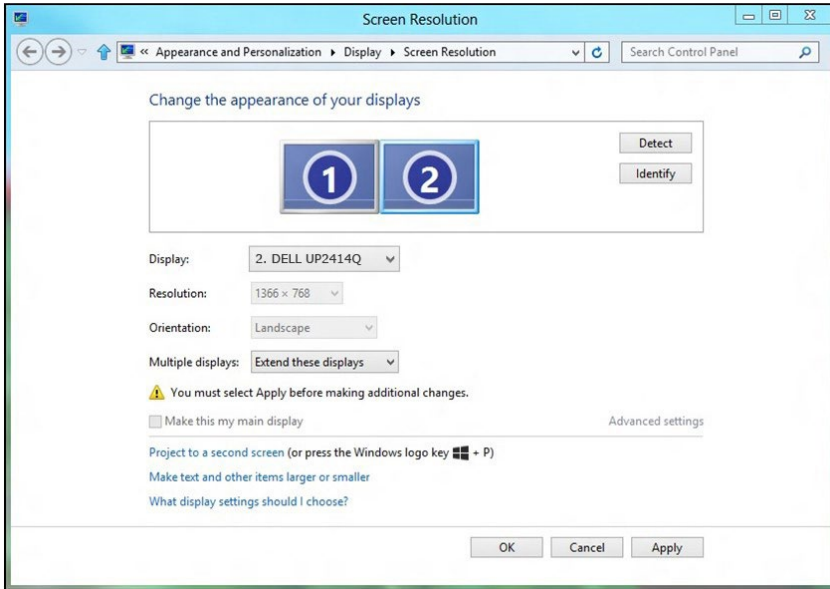 Screen Resolution
« Appearance and Personalization ▸ Display ▸ Screen Resolution
Search Control Panel
Change the appearance of your displays
1 2
Detect
Identify
Display: 2. DELL UP2414Q
Resolution: 1366 × 768
Orientation: Landscape
Multiple displays: Extend these displays
You must select Apply before making additional changes.
Make this my main display Advanced settings
Project to a second screen (or press the Windows logo key + P)
Make text and other items larger or smaller
What display settings should I choose?
OK Cancel Apply